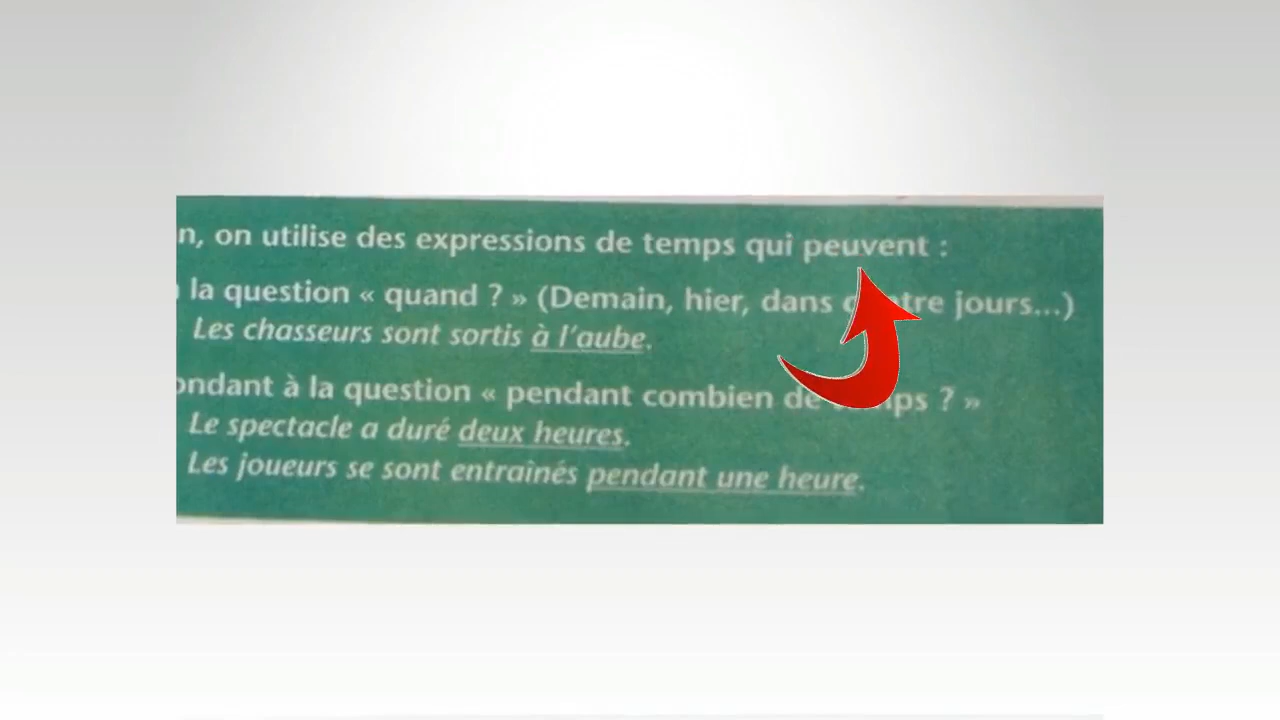 n, on utilise des expressions de temps qui peuvent :
la question « quand ? » (Demain, hier, dans jours...)
Les chasseurs sont sortis à l'aube.
ondant à la question « pendant combien de ? »
Le spectacle a duré deux heures.
Les joueurs se sont entraînés pendant une heure.